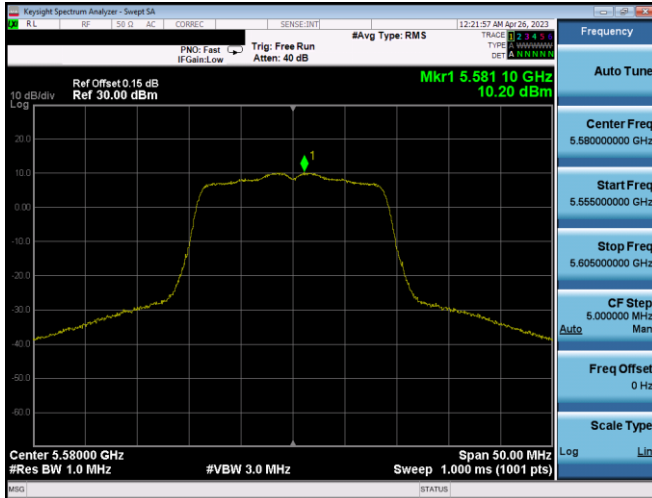 Keysight Spectrum Analyzer - Swept SA
RL RF 50 Ω AC CORREC SENSE:INT 12:21:57 AM Apr 26, 2023
#Avg Type: RMS
TRACE 1 2 3 4 5 6
PNO: Fast Trig: Free Run TYPE A WWWWW
IFGain:Low Atten: 40 dB DET A N N N N N
Mkr1 5.581 10 GHz
10.20 dBm
Ref Offset 0.15 dB
10 dB/div Ref 30.00 dBm
Log
1
20.0
10.0
0.00
-10.0
-20.0
-30.0
-40.0
-50.0
-60.0
Center 5.58000 GHz Span 50.00 MHz
#Res BW 1.0 MHz #VBW 3.0 MHz Sweep 1.000 ms (1001 pts)
MSG STATUS
Frequency
Auto Tune
Center Freq
5.580000000 GHz
Start Freq
5.555000000 GHz
Stop Freq
5.605000000 GHz
CF Step
5.000000 MHz
Auto Man
Freq Offset
0 Hz
Scale Type
Log Lin